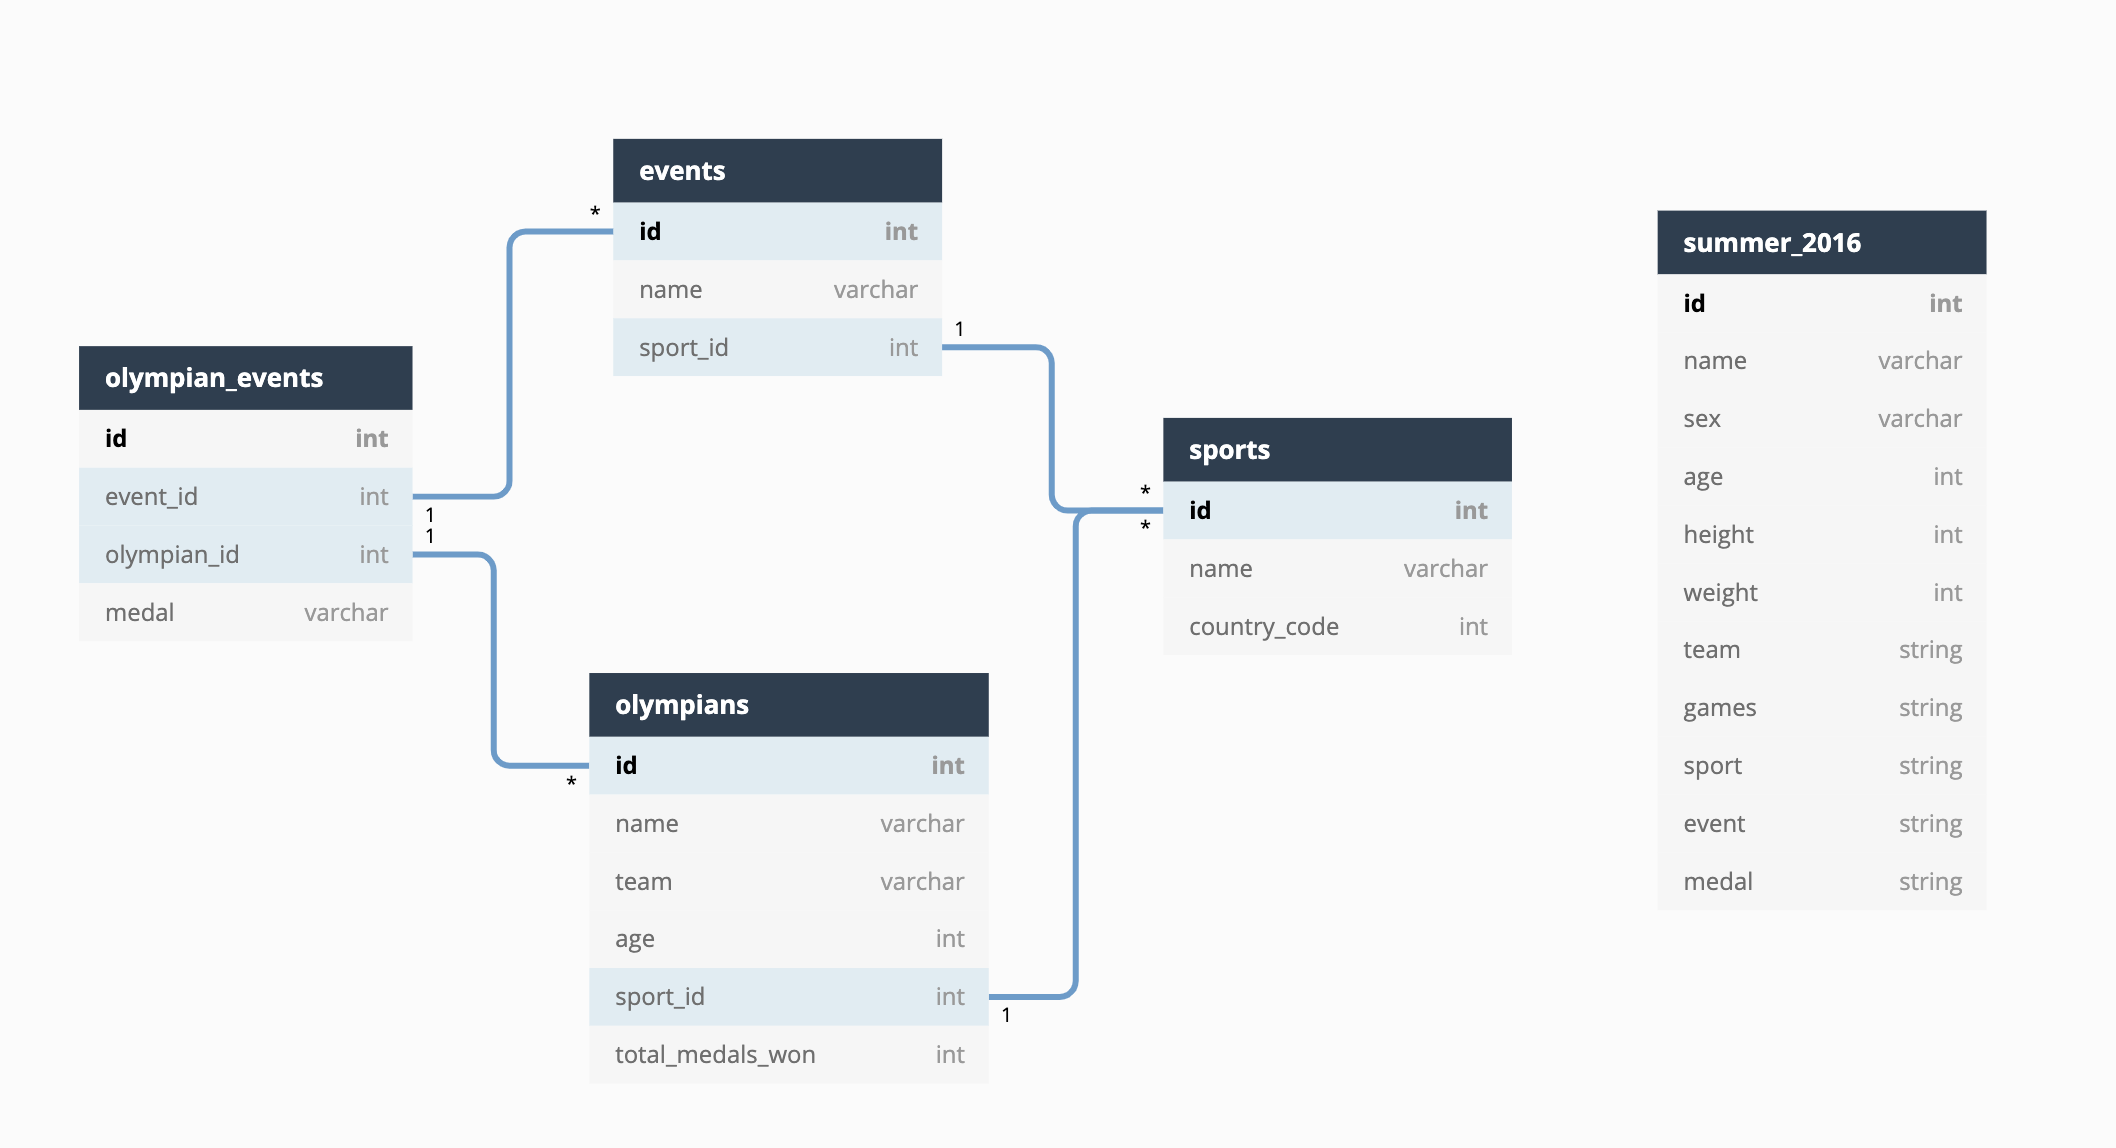 olympian_events
id int
event_id int
olympian_id int
medal varchar
1
1
*
*
events
id int
name varchar
sport_id int
1
olympians
id int
name varchar
team varchar
age int
sport_id int
total_medals_won int
1
*
*
sports
id int
name varchar
country_code int
summer_2016
id int
name varchar
sex varchar
age int
height int
weight int
team string
games string
sport string
event string
medal string